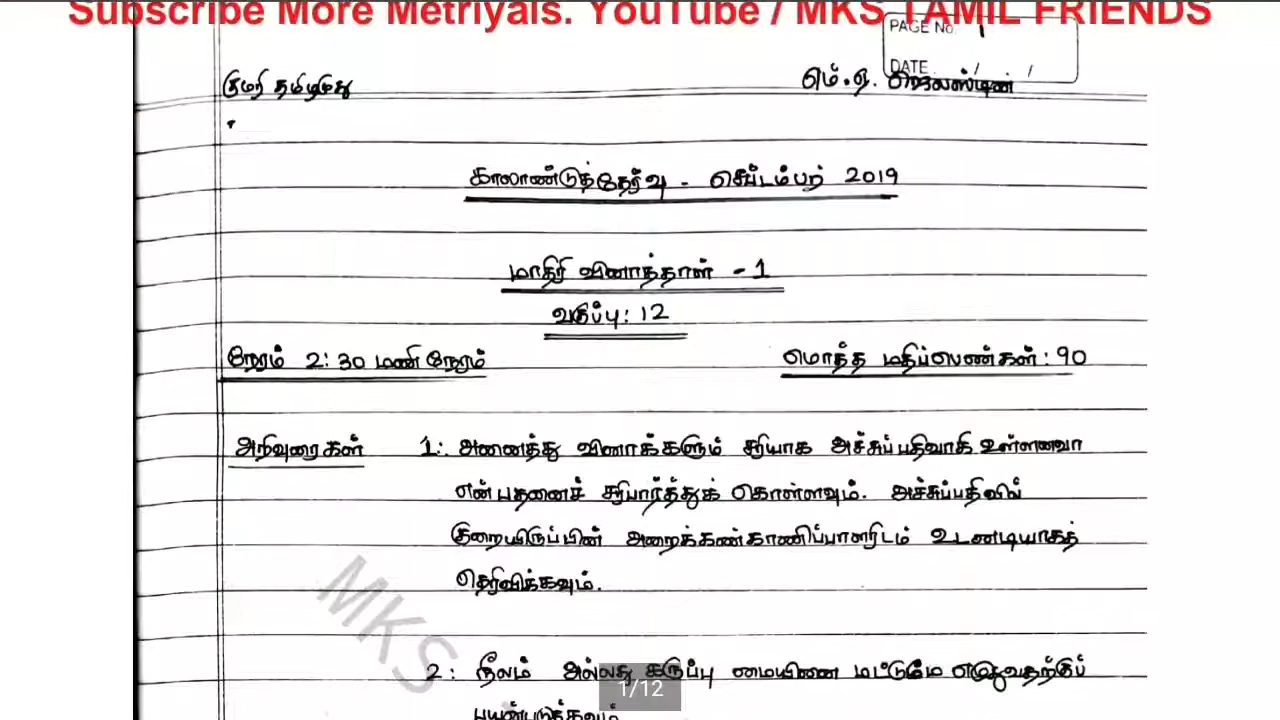 Subscribe More Metriyals. YouTube / MKS TAMIL FRIENDS
PAGE No. 1
DATE / /
குமரி தமிழமுது
எம்.ஏ. ஜெலஸ்டின்
காலாண்டுத்தேர்வு - செப்டம்பர் 2019
மாதிரி வினாத்தாள் - 1
வகுப்பு : 12
நேரம் 2:30 மணி நேரம்
மொத்த மதிப்பெண்கள் : 90
அறிவுரைகள் 1: அனைத்து வினாக்களும் சரியாக அச்சுப்பதிவாகி உள்ளனவா
என்பதனைச் சரிபார்த்துக் கொள்ளவும். அச்சுப்பதிவில்
குறையிருப்பின் அறைக்கண்காணிப்பாளரிடம் உடனடியாகத்
தெரிவிக்கவும்.
MKS
2: நீலம் அல்லது கருப்பு மையினை மட்டுமே எழுதுவதற்குப்
பயன்படுத்தவும்
1/12